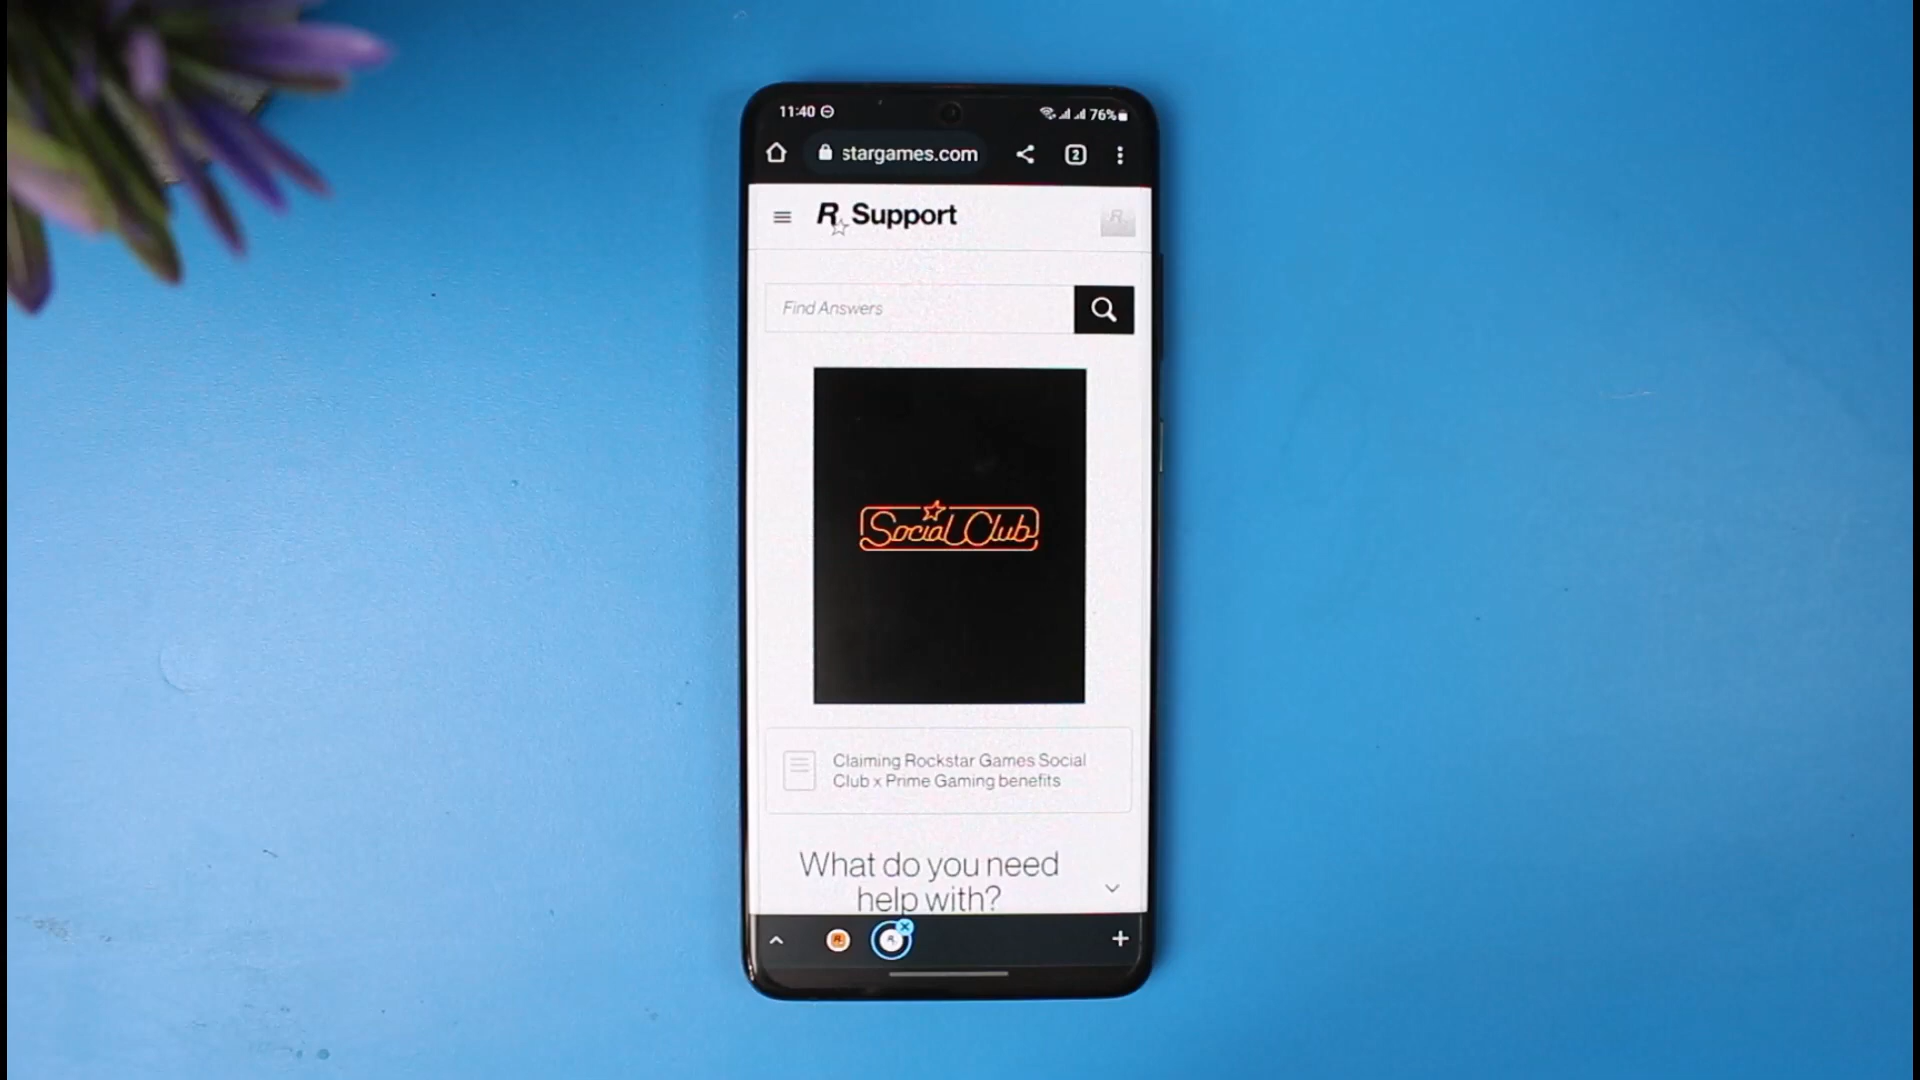 11:40
76%
stargames.com
2
R Support
Find Answers
Social Club
Claiming Rockstar Games Social
Club x Prime Gaming benefits
What do you need
help with?